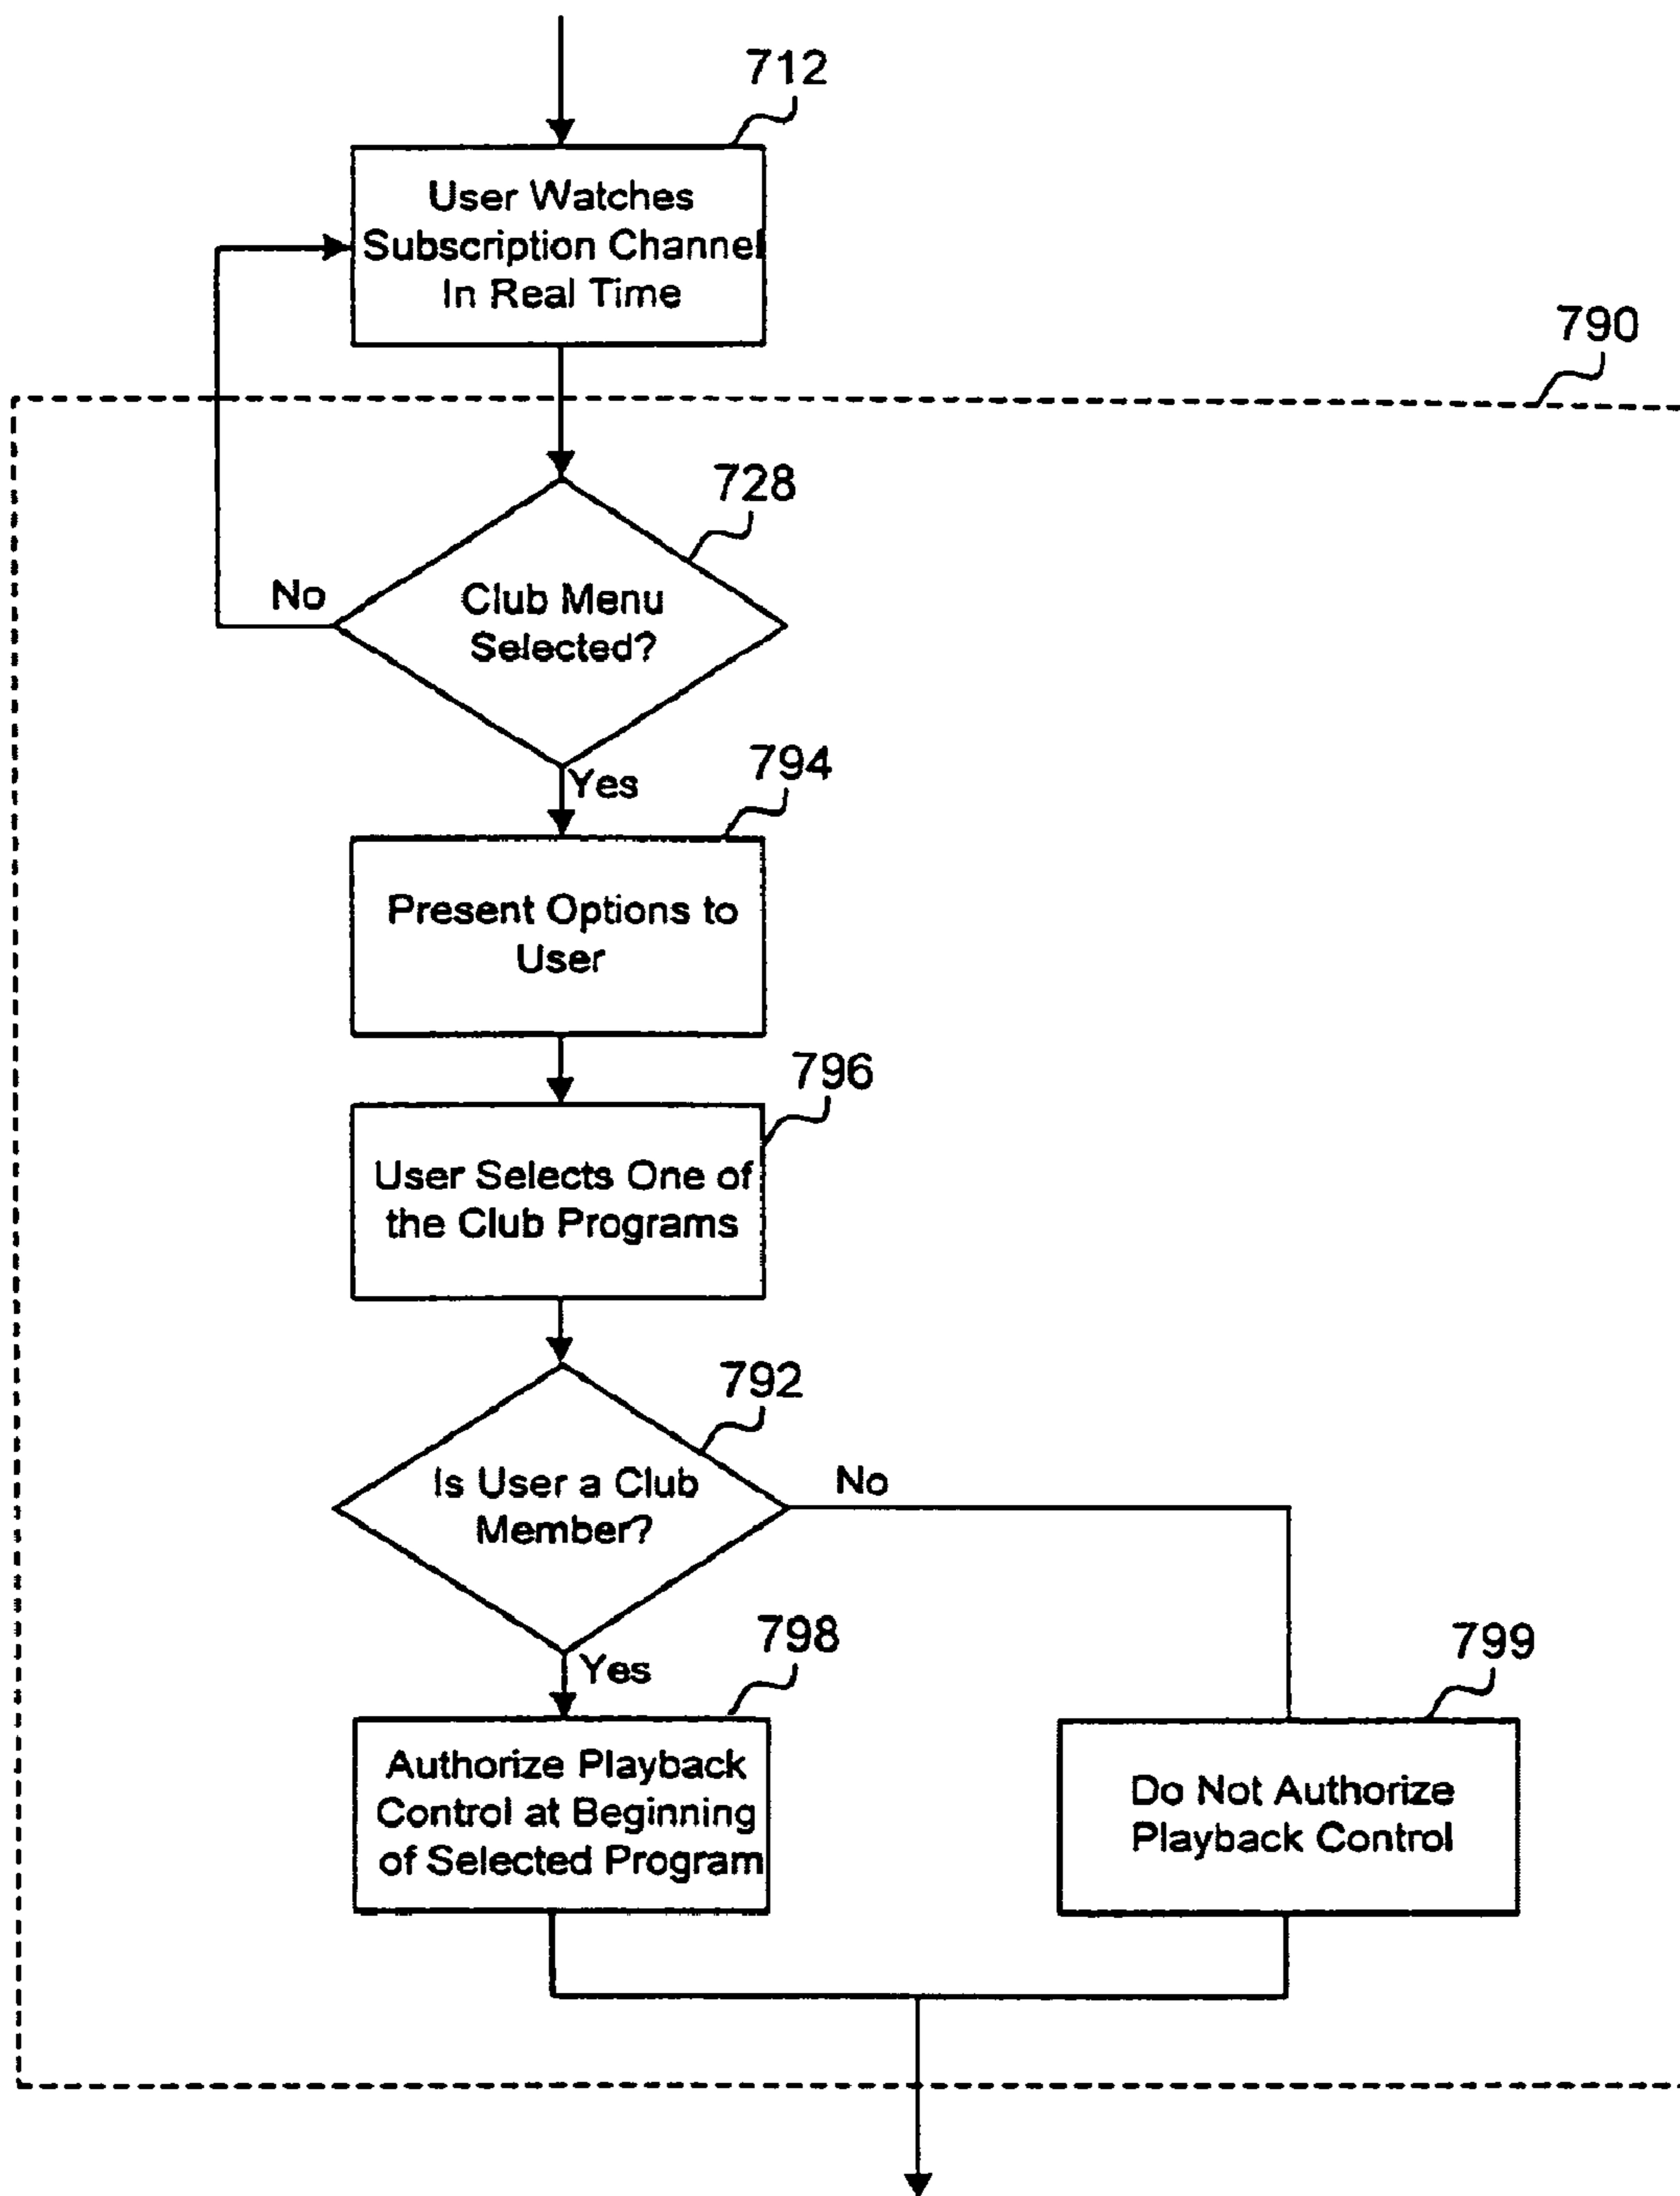 712
User Watches
Subscription Channel
In Real Time
790
728
No
Club Menu
Selected?
Yes
794
Present Options to
User
796
User Selects One of
the Club Programs
792
Is User a Club
Member?
No
Yes
798
799
Authorize Playback
Control at Beginning
of Selected Program
Do Not Authorize
Playback Control